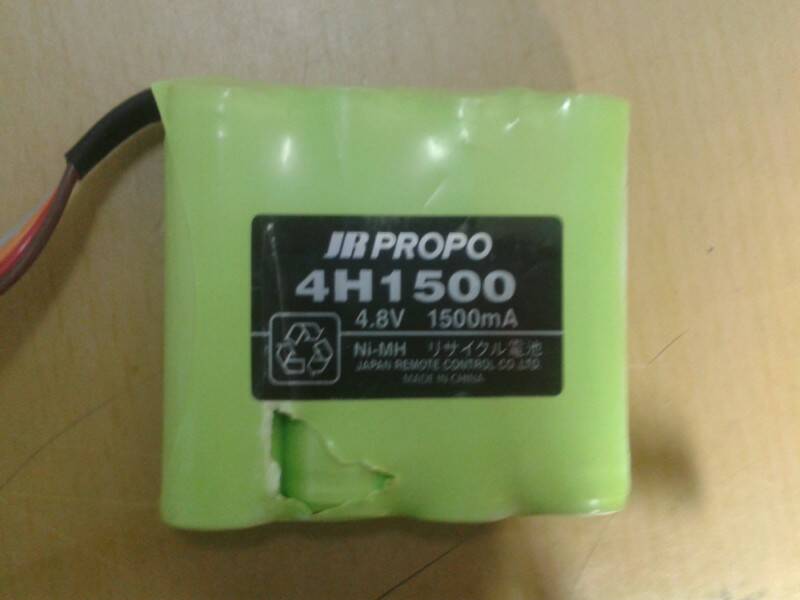 JR PROPO
4H1500
4.8V 1500mA
Ni-MH リサイクル電池
JAPAN REMOTE CONTROL CO.,LTD.
MADE IN CHINA